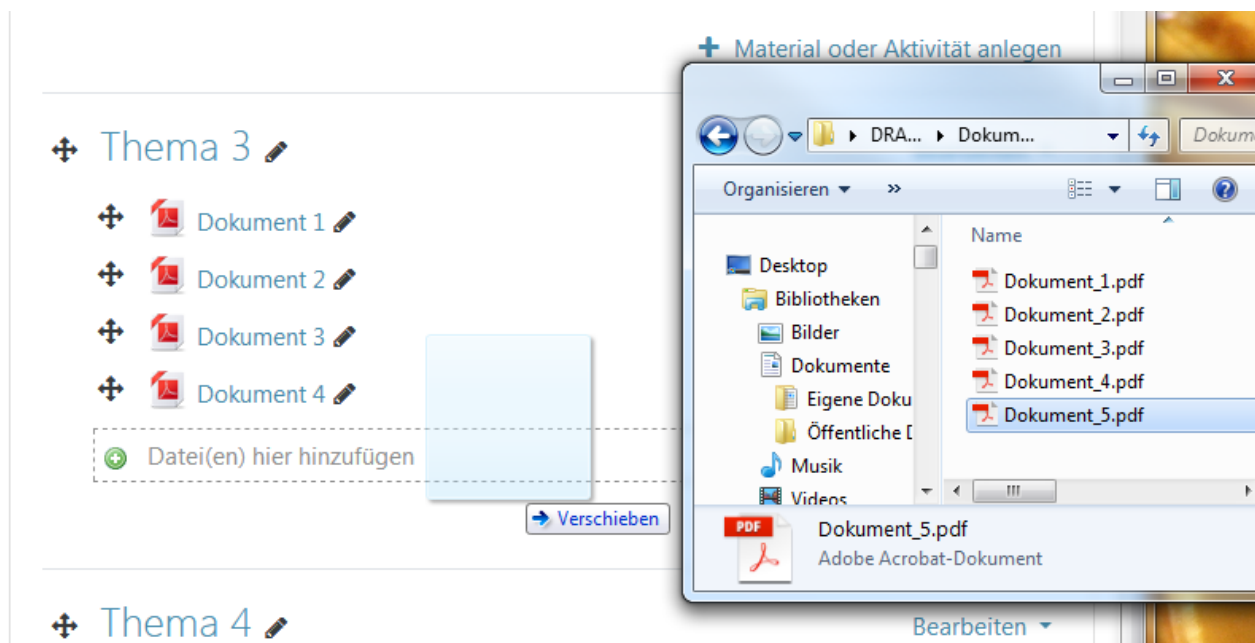 Material oder Aktivität anlegen
Thema 3
Dokument 1
Dokument 2
Dokument 3
Dokument 4
Datei(en) hier hinzufügen
Verschieben
Thema 4
Bearbeiten
DRA... Dokum...
Organisieren »
Desktop
Bibliotheken
Bilder
Dokumente
Eigene Doku
Öffentliche
Musik
Videos
Name
Dokument_1.pdf
Dokument_2.pdf
Dokument_3.pdf
Dokument_4.pdf
Dokument_5.pdf
PDF
Dokument_5.pdf
Adobe Acrobat-Dokument